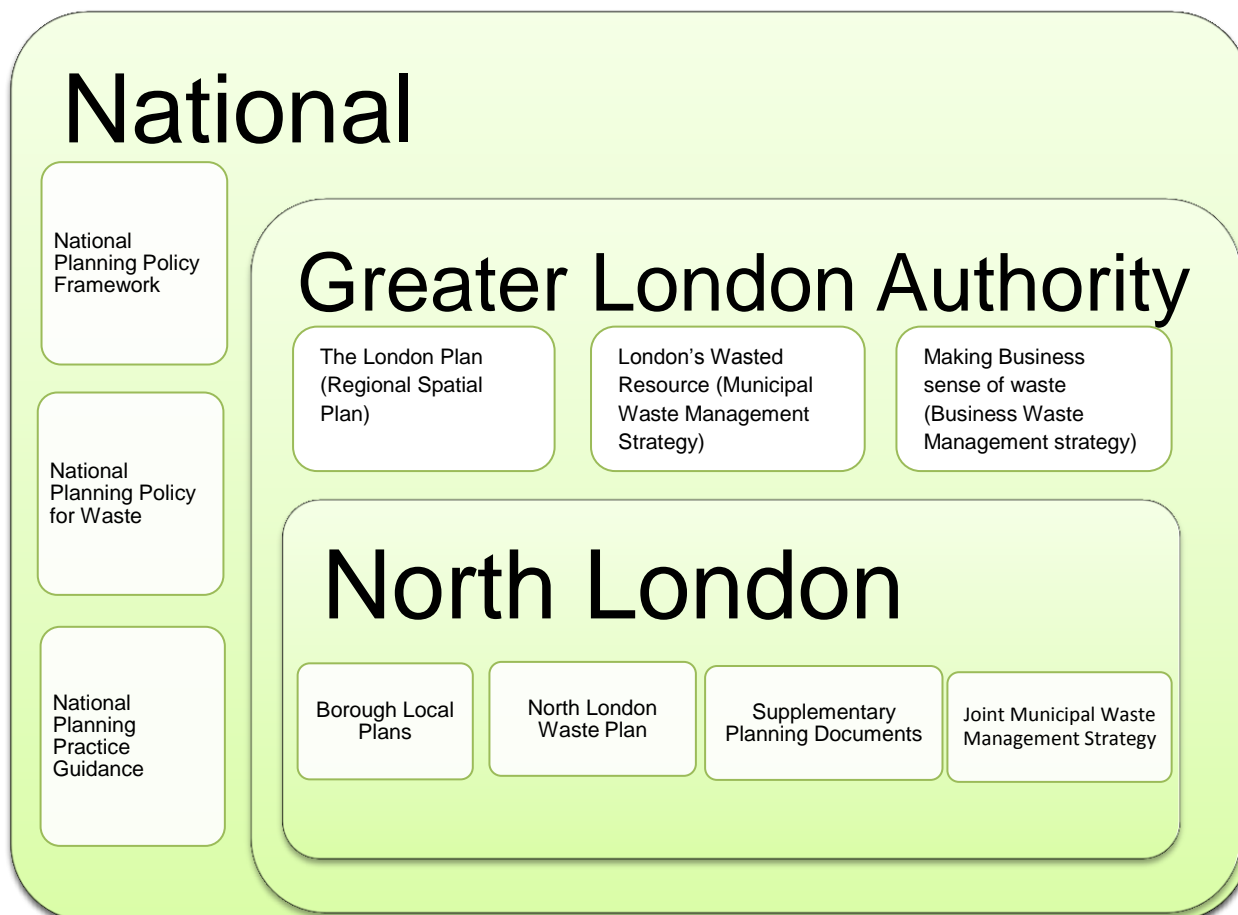 National
National
Planning Policy
Framework
National
Planning Policy
for Waste
National
Planning
Practice
Guidance
Greater London Authority
The London Plan
(Regional Spatial
Plan)
London’s Wasted
Resource (Municipal
Waste Management
Strategy)
Making Business
sense of waste
(Business Waste
Management strategy)
North London
Borough Local
Plans
North London
Waste Plan
Supplementary
Planning Documents
Joint Municipal Waste
Management Strategy